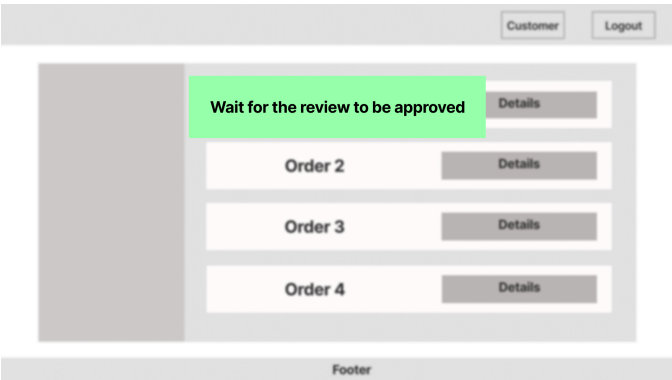 Customer
Logout
Wait for the review to be approved
Details
Order 2
Details
Order 3
Details
Order 4
Details
Footer